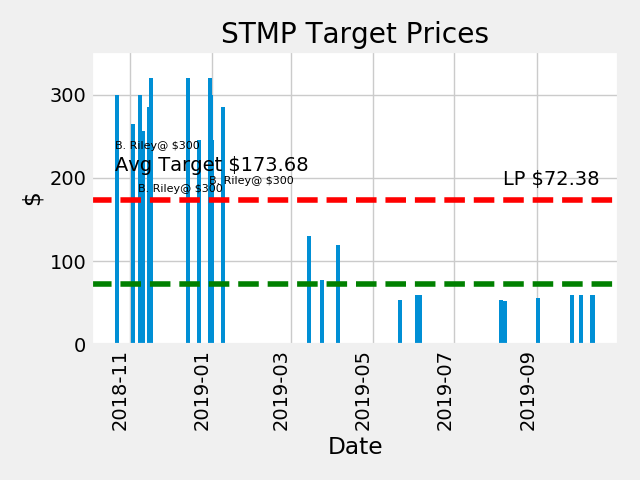 STMP Target Prices
300
200
100
0
$
B. Riley@ $300
Avg Target $173.68
B. Riley@ $300
B. Riley@ $300
LP $72.38
2018-11
2019-01
2019-03
2019-05
2019-07
2019-09
Date